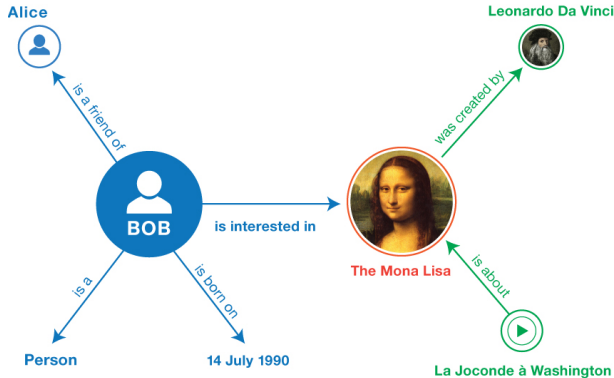 Alice
Leonardo Da Vinci
is a friend of
was created by
BOB
is interested in
The Mona Lisa
is a
is born on
is about
Person
14 July 1990
La Joconde à Washington